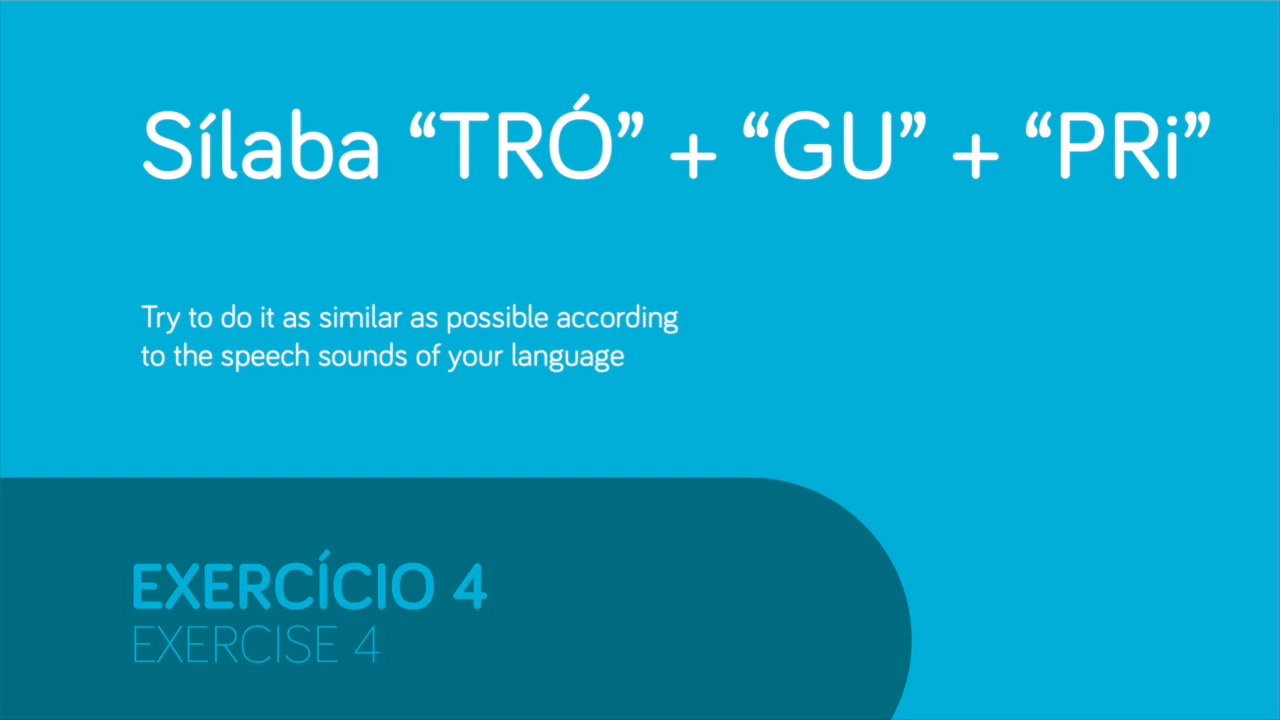 Sílaba “TRÓ” + “GU” + “PRi”
Try to do it as similar as possible according
to the speech sounds of your language
EXERCÍCIO 4
EXERCISE 4